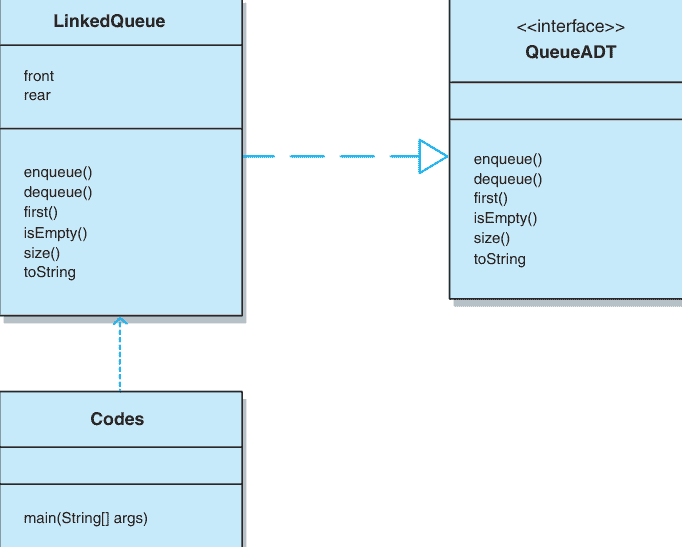 LinkedQueue
front
rear
enqueue()
dequeue()
first()
isEmpty()
size()
toString
<<interface>>
QueueADT
enqueue()
dequeue()
first()
isEmpty()
size()
toString
Codes
main(String[] args)